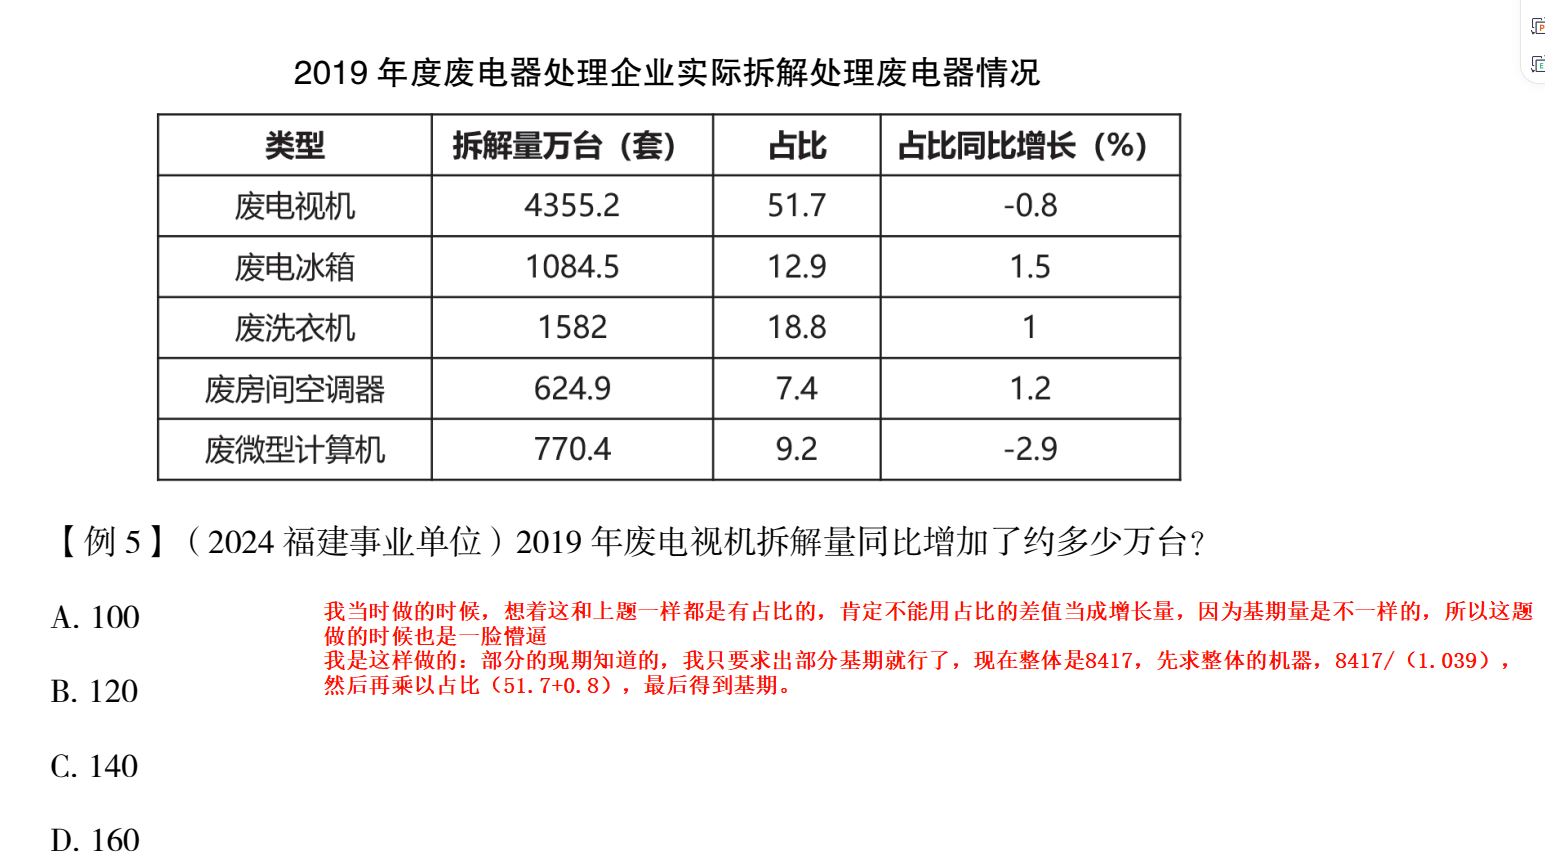 2019 年度废电器处理企业实际拆解处理废电器情况
类型 拆解量万台（套） 占比 占比同比增长（%）
废电视机 4355.2 51.7 -0.8
废电冰箱 1084.5 12.9 1.5
废洗衣机 1582 18.8 1
废房间空调器 624.9 7.4 1.2
废微型计算机 770.4 9.2 -2.9
【例 5】（2024 福建事业单位）2019 年废电视机拆解量同比增加了约多少万台？
A. 100
我当时做的时候，想着这和上题一样都是有占比的，肯定不能用占比的差值当成增长量，因为基期量是不一样的，所以这题
做的时候也是一脸懵逼
我是这样做的：部分的现期知道的，我只要求出部分基期就行了，现在整体是8417，先求整体的机器，8417/（1.039），
然后再乘以占比（51.7+0.8），最后得到基期。
B. 120
C. 140
D. 160